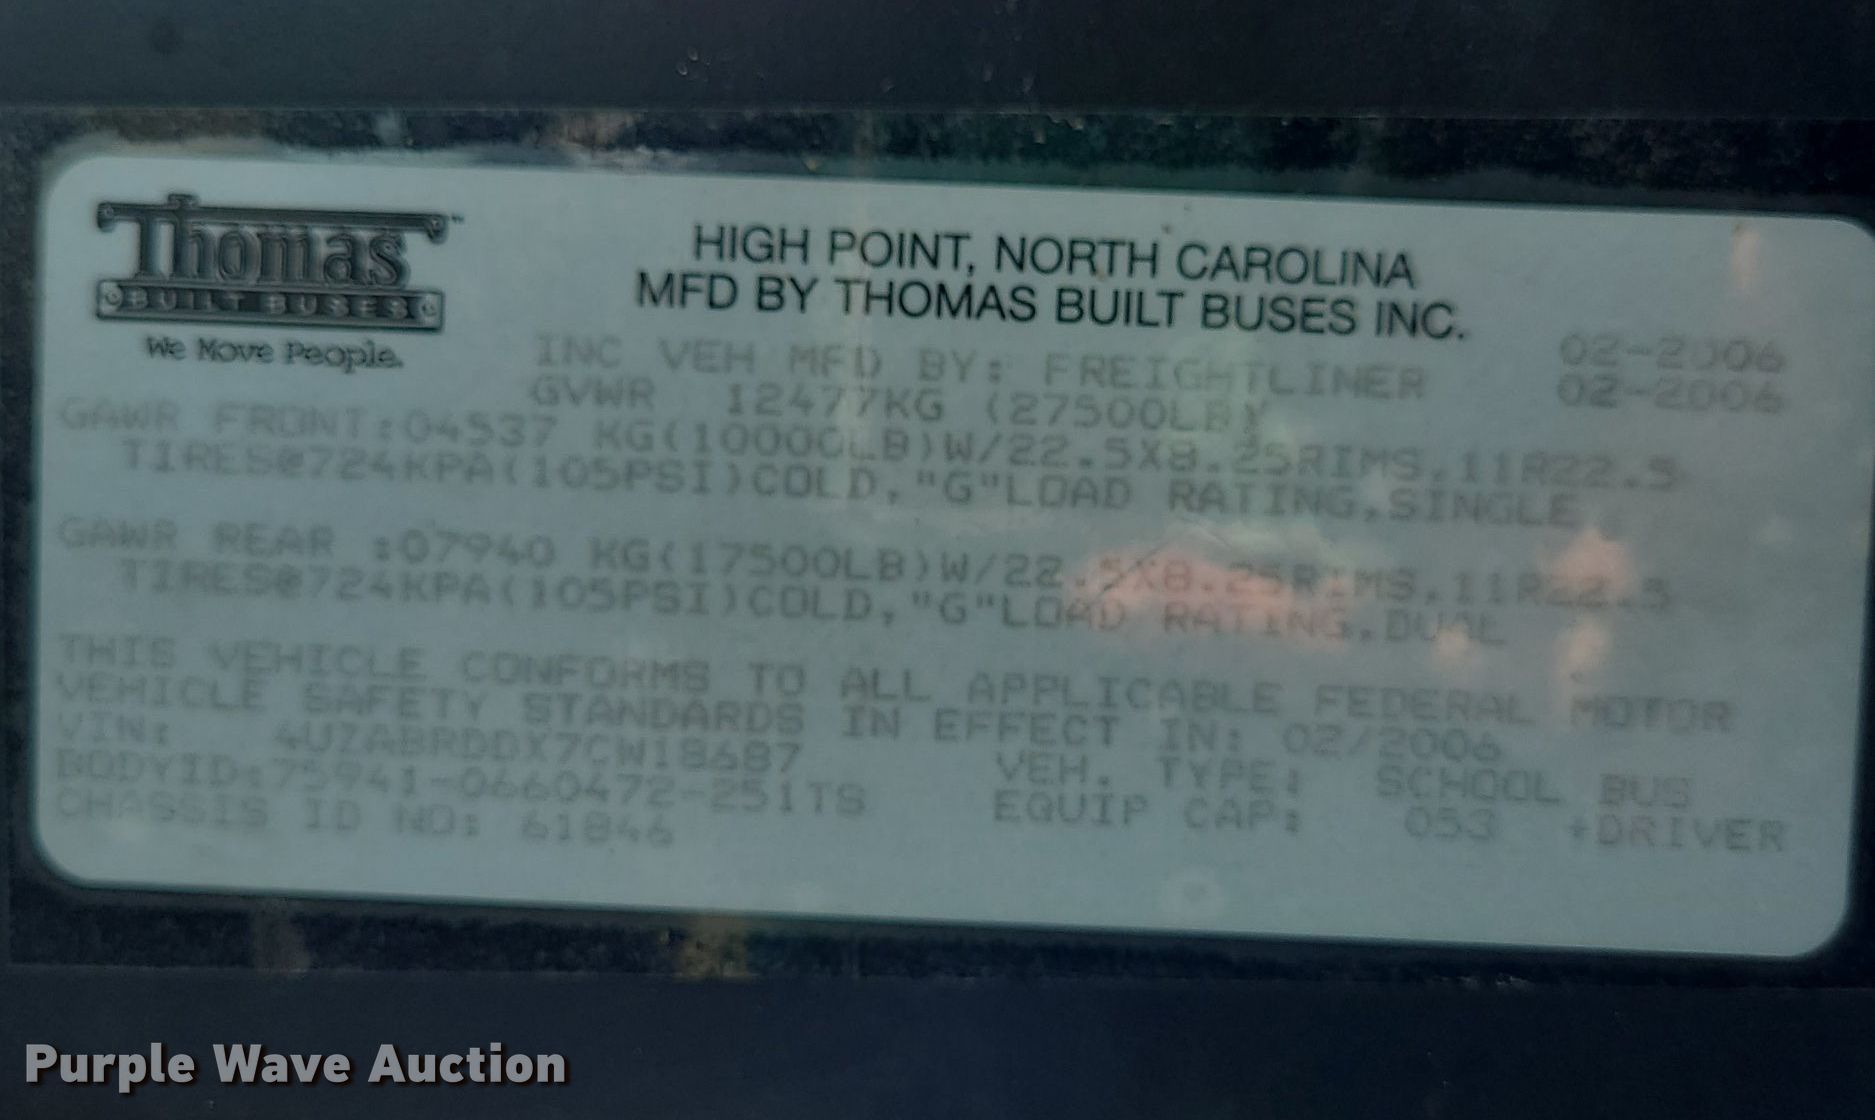 Thomas™
BUILT BUSES
We Move People.
HIGH POINT, NORTH CAROLINA
MFD BY THOMAS BUILT BUSES INC.
02-2006
INC VEH MFD BY: FREIGHTLINER 02-2006
GVWR 12477KG (27500LB)
GAWR FRONT:04537 KG(10000LB)W/22.5X8.25RIMS,11R22.5
TIRES@724KPA(105PSI)COLD,"G"LOAD RATING,SINGLE
GAWR REAR :07940 KG(17500LB)W/22.5X8.25RIMS,11R22.5
TIRES@724KPA(105PSI)COLD,"G"LOAD RATING,DUAL
THIS VEHICLE CONFORMS TO ALL APPLICABLE FEDERAL MOTOR
VEHICLE SAFETY STANDARDS IN EFFECT IN: 02/2006
VIN: 4UZABRDDX7CW18687 VEH. TYPE: SCHOOL BUS
BODYID:75941-0660472-251TS EQUIP CAP: 053 +DRIVER
CHASSIS ID NO: 61846
Purple Wave Auction